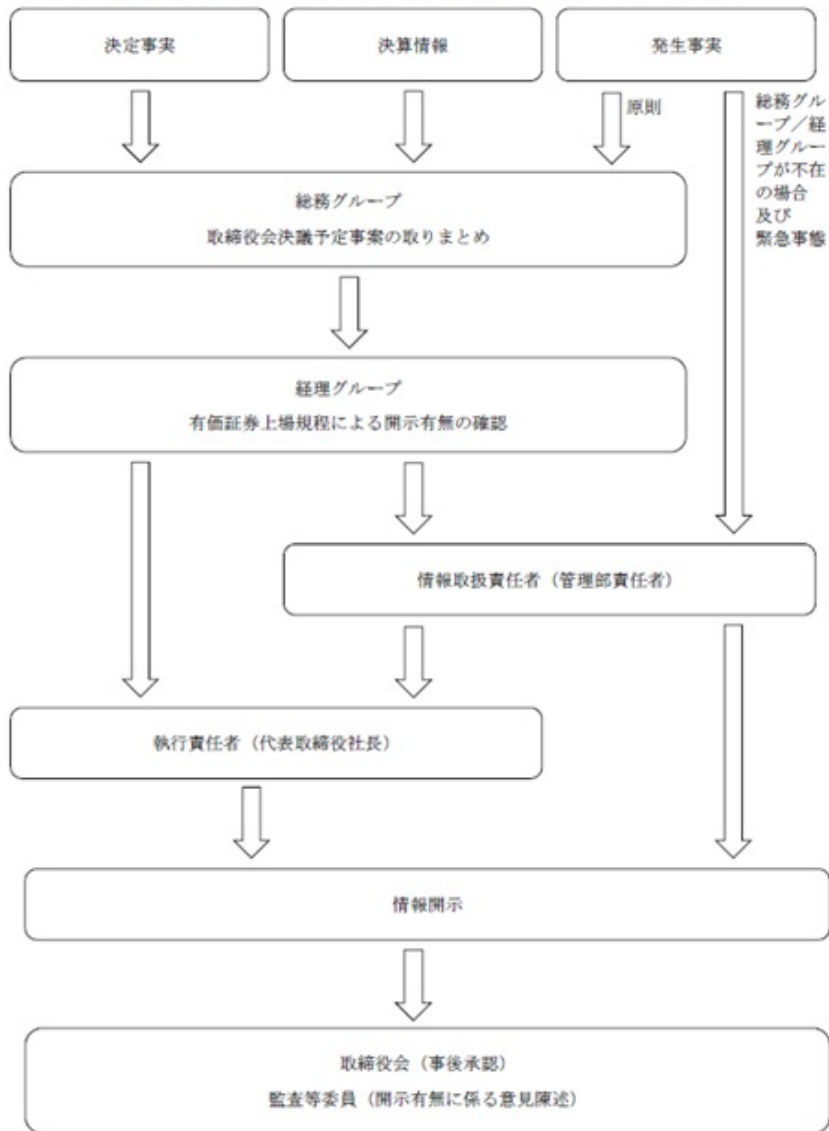 決定事実
決算情報
発生事実
原則
総務グル
ープ／経
理グルー
プが不在
の場合
及び
緊急事態
総務グループ
取締役会決議予定事案の取りまとめ
経理グループ
有価証券上場規程による開示有無の確認
情報取扱責任者（管理部責任者）
執行責任者（代表取締役社長）
情報開示
取締役会（事後承認）
監査等委員（開示有無に係る意見陳述）